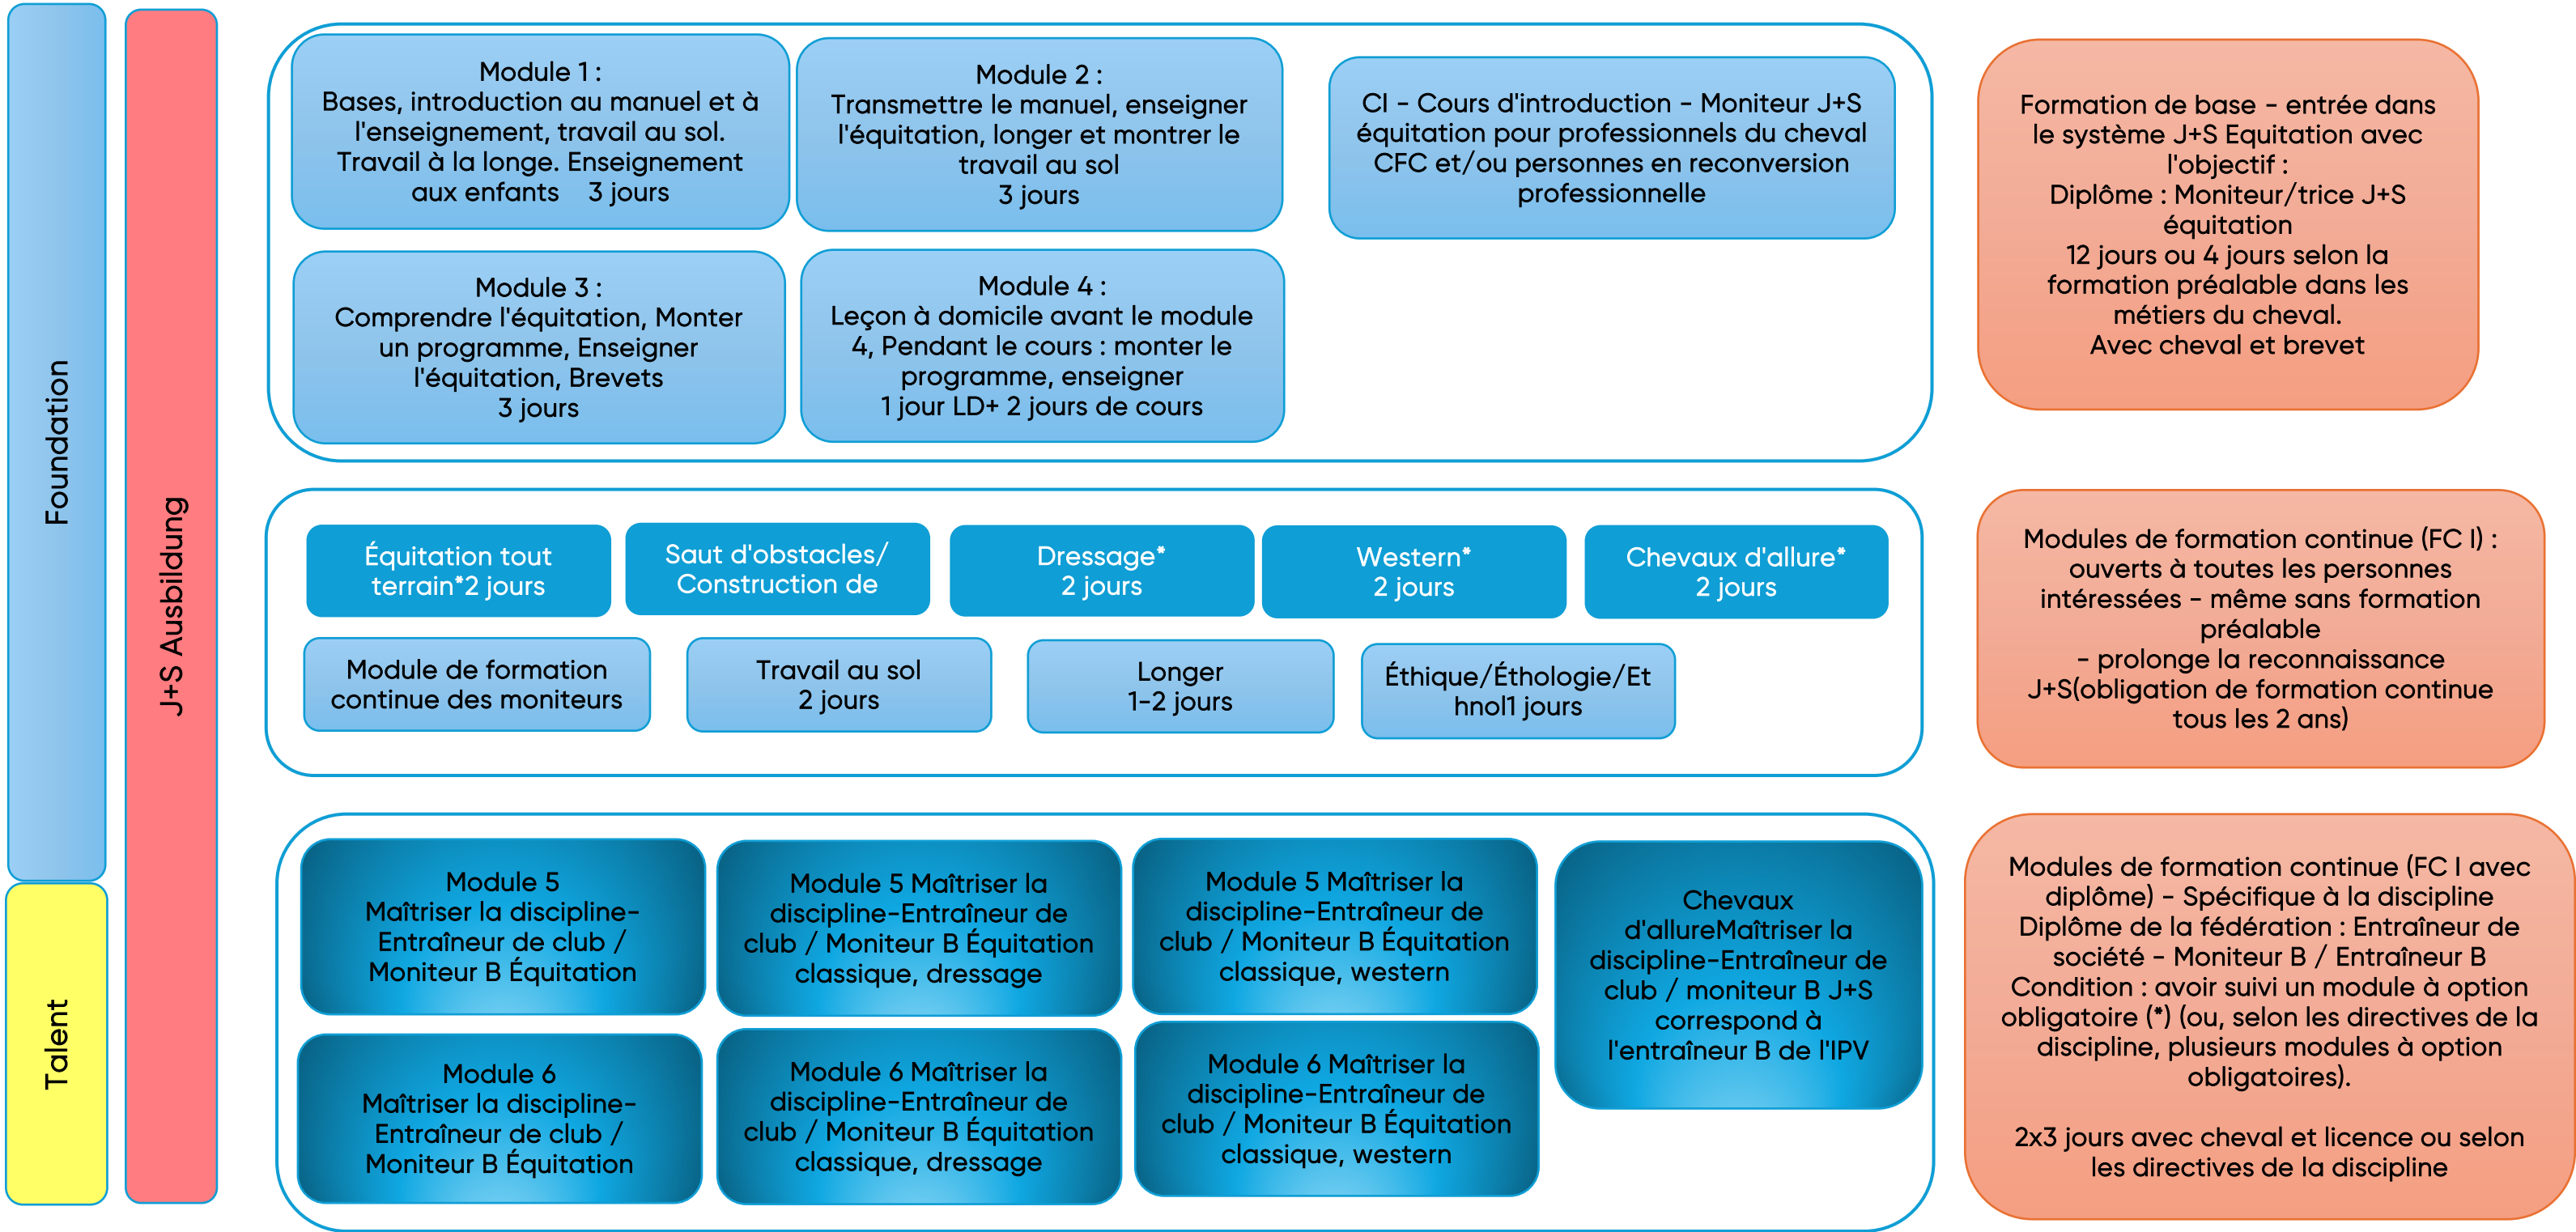 Foundation
Talent
J+S Ausbildung
Module 1 :
Bases, introduction au manuel et à
l'enseignement, travail au sol.
Travail à la longe. Enseignement
aux enfants 3 jours
Module 2 :
Transmettre le manuel, enseigner
l'équitation, longer et montrer le
travail au sol
3 jours
CI - Cours d'introduction - Moniteur J+S
équitation pour professionnels du cheval
CFC et/ou personnes en reconversion
professionnelle
Module 3 :
Comprendre l'équitation, Monter
un programme, Enseigner
l'équitation, Brevets
3 jours
Module 4 :
Leçon à domicile avant le module
4, Pendant le cours : monter le
programme, enseigner
1 jour LD+ 2 jours de cours
Formation de base - entrée dans
le système J+S Equitation avec
l'objectif :
Diplôme : Moniteur/trice J+S
équitation
12 jours ou 4 jours selon la
formation préalable dans les
métiers du cheval.
Avec cheval et brevet
Équitation tout
terrain*2 jours
Saut d'obstacles/
Construction de
Dressage*
2 jours
Western*
2 jours
Chevaux d'allure*
2 jours
Module de formation
continue des moniteurs
Travail au sol
2 jours
Longer
1-2 jours
Éthique/Éthologie/Et
hnol1 jours
Modules de formation continue (FC I) :
ouverts à toutes les personnes
intéressées - même sans formation
préalable
- prolonge la reconnaissance
J+S(obligation de formation continue
tous les 2 ans)
Module 5
Maîtriser la discipline-
Entraîneur de club /
Moniteur B Équitation
Module 5 Maîtriser la
discipline-Entraîneur de
club / Moniteur B Équitation
classique, dressage
Module 5 Maîtriser la
discipline-Entraîneur de
club / Moniteur B Équitation
classique, western
Chevaux
d'allureMaîtriser la
discipline-Entraîneur de
club / moniteur B J+S
correspond à
l'entraîneur B de l'IPV
Module 6
Maîtriser la discipline-
Entraîneur de club /
Moniteur B Équitation
Module 6 Maîtriser la
discipline-Entraîneur de
club / Moniteur B Équitation
classique, dressage
Module 6 Maîtriser la
discipline-Entraîneur de
club / Moniteur B Équitation
classique, western
Modules de formation continue (FC I avec
diplôme) - Spécifique à la discipline
Diplôme de la fédération : Entraîneur de
société - Moniteur B / Entraîneur B
Condition : avoir suivi un module à option
obligatoire (*) (ou, selon les directives de la
discipline, plusieurs modules à option
obligatoires).
2x3 jours avec cheval et licence ou selon
les directives de la discipline